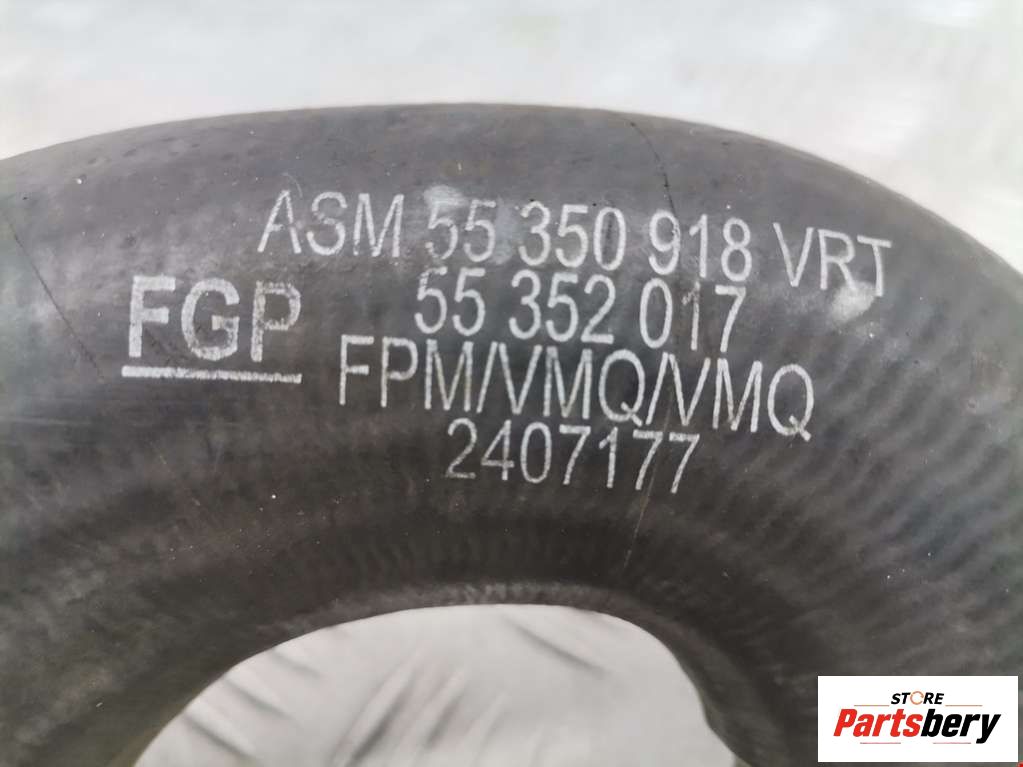 ASM 55 350 918 VRT
FGP 55 352 017
FPM/VMQ/VMQ
2407177
STORE
Partsbery